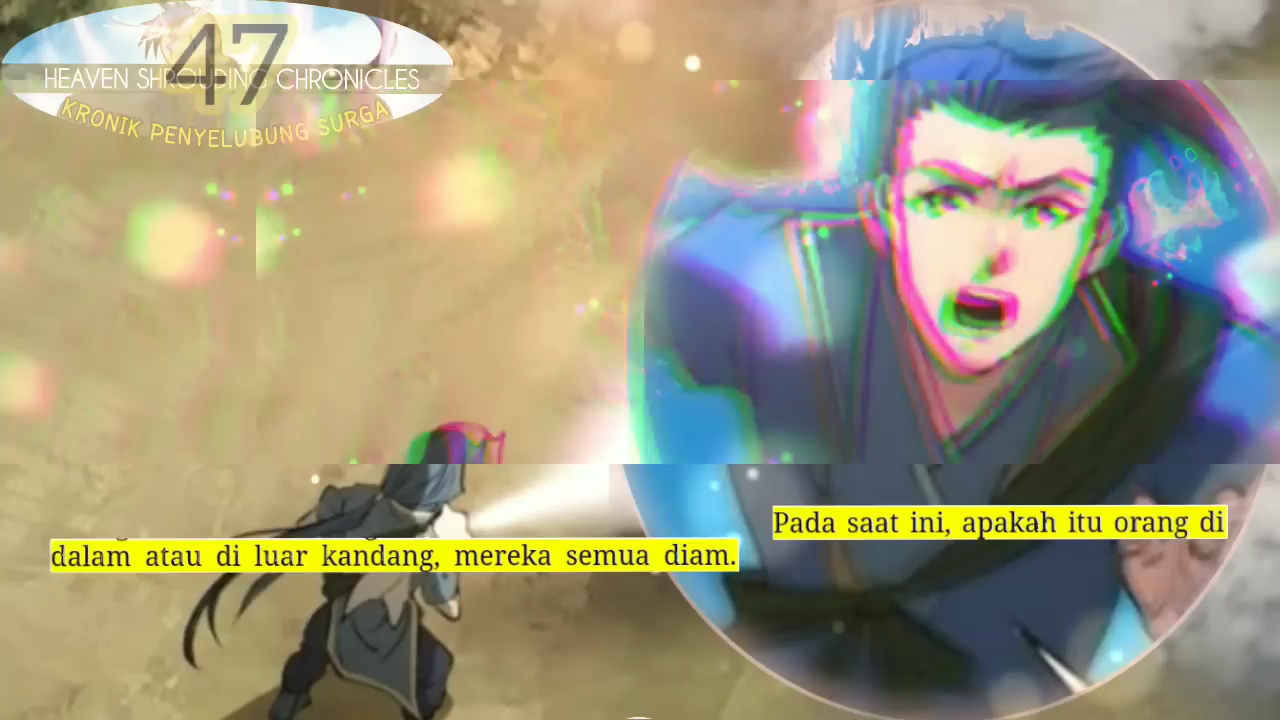 47
HEAVEN SHROUDING CHRONICLES
KRONIK PENYELUBUNG SURGA
Pada saat ini, apakah itu orang di
dalam atau di luar kandang, mereka semua diam.